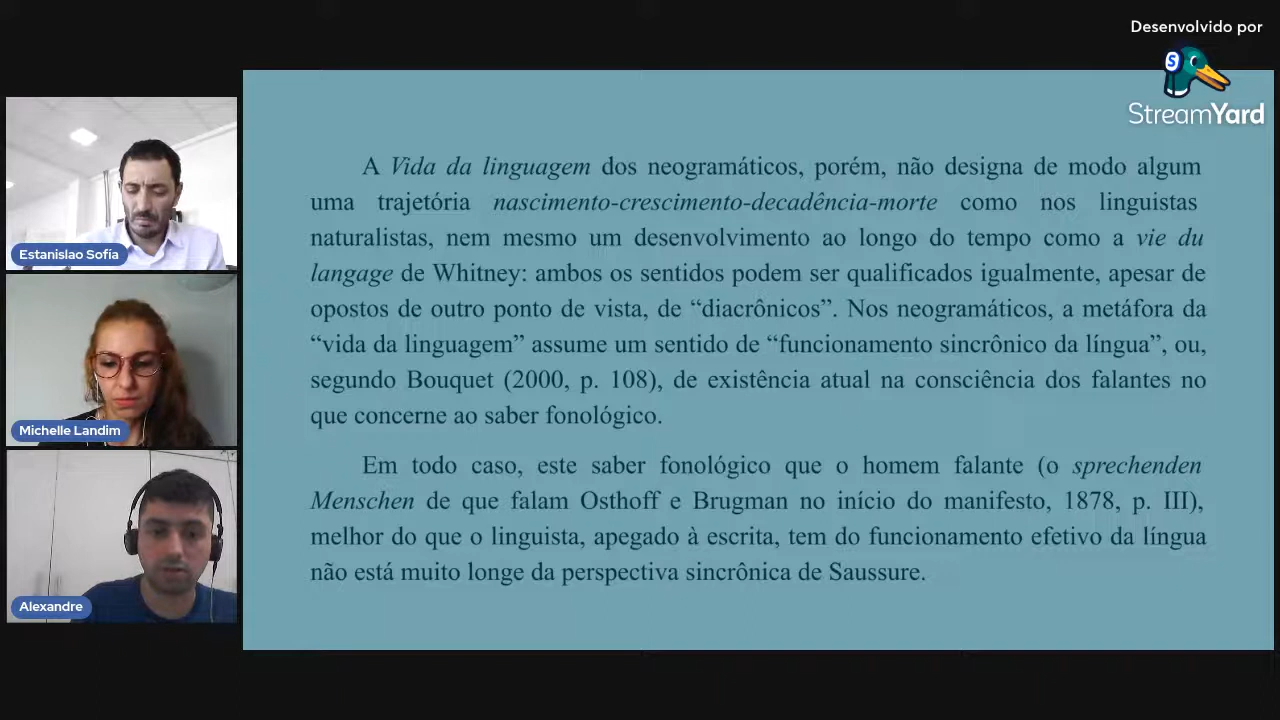 Desenvolvido por
StreamYard
Estanislao Sofía
Michelle Landim
Alexandre
A Vida da linguagem dos neogramáticos, porém, não designa de modo algum
uma trajetória nascimento-crescimento-decadência-morte como nos linguistas
naturalistas, nem mesmo um desenvolvimento ao longo do tempo como a vie du
langage de Whitney: ambos os sentidos podem ser qualificados igualmente, apesar de
opostos de outro ponto de vista, de “diacrônicos”. Nos neogramáticos, a metáfora da
“vida da linguagem” assume um sentido de “funcionamento sincrônico da língua”, ou,
segundo Bouquet (2000, p. 108), de existência atual na consciência dos falantes no
que concerne ao saber fonológico.
Em todo caso, este saber fonológico que o homem falante (o sprechenden
Menschen de que falam Osthoff e Brugman no início do manifesto, 1878, p. III),
melhor do que o linguista, apegado à escrita, tem do funcionamento efetivo da língua
não está muito longe da perspectiva sincrônica de Saussure.